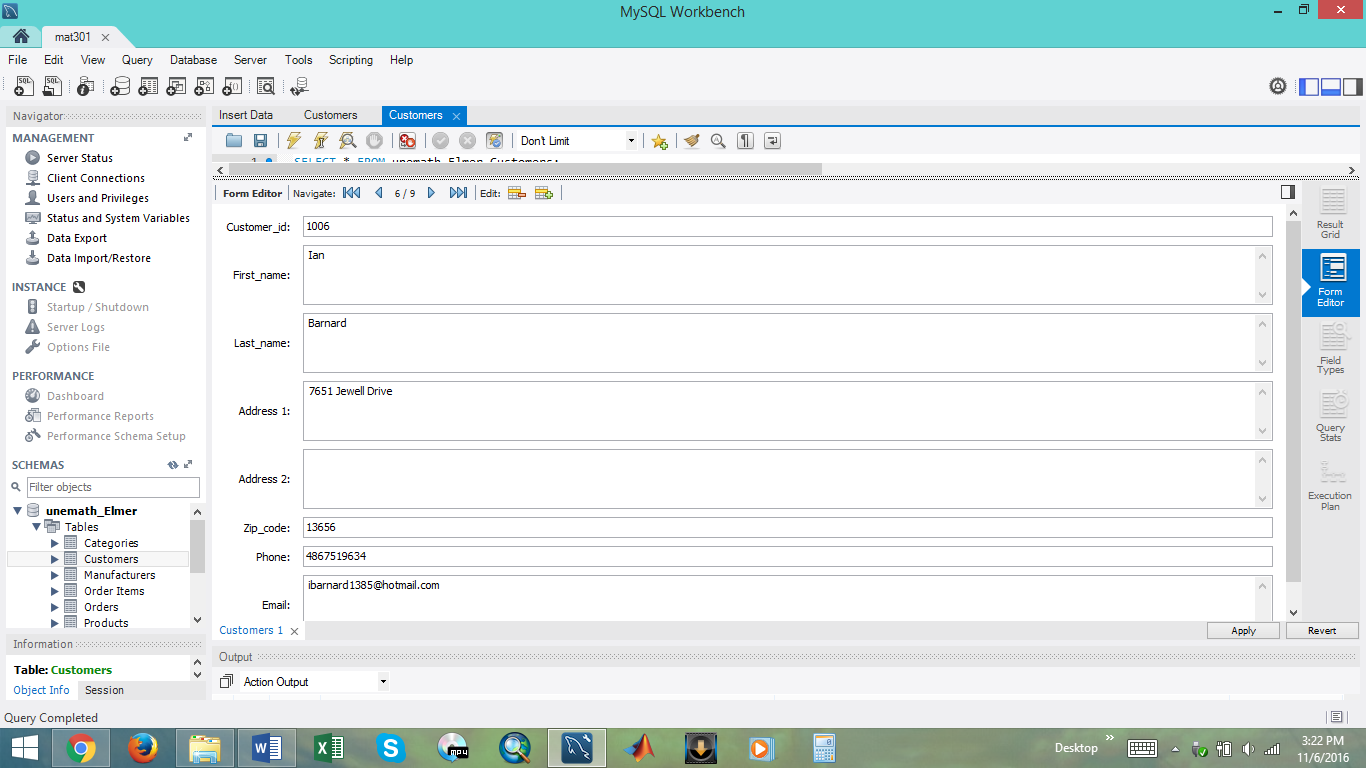 MySQL Workbench
mat301
File Edit View Query Database Server Tools Scripting Help
Navigator
MANAGEMENT
Server Status
Client Connections
Users and Privileges
Status and System Variables
Data Export
Data Import/Restore
INSTANCE
Startup / Shutdown
Server Logs
Options File
PERFORMANCE
Dashboard
Performance Reports
Performance Schema Setup
SCHEMAS
Filter objects
unemath_Elmer
Tables
Categories
Customers
Manufacturers
Order Items
Orders
Products
Information
Table: Customers
Object Info Session
Query Completed
Insert Data Customers Customers
Don't Limit
1 SELECT * FROM unemath_Elmer.Customers;
Form Editor Navigate: 6 / 9 Edit:
Customer_id: 1006
First_name: Ian
Last_name: Barnard
Address 1: 7651 Jewell Drive
Address 2:
Zip_code: 13656
Phone: 4867519634
Email: ibarnard1385@hotmail.com
Customers 1
Apply Revert
Result
Grid
Form
Editor
Field
Types
Query
Stats
Execution
Plan
Output
Action Output
Desktop
3:22 PM
11/6/2016